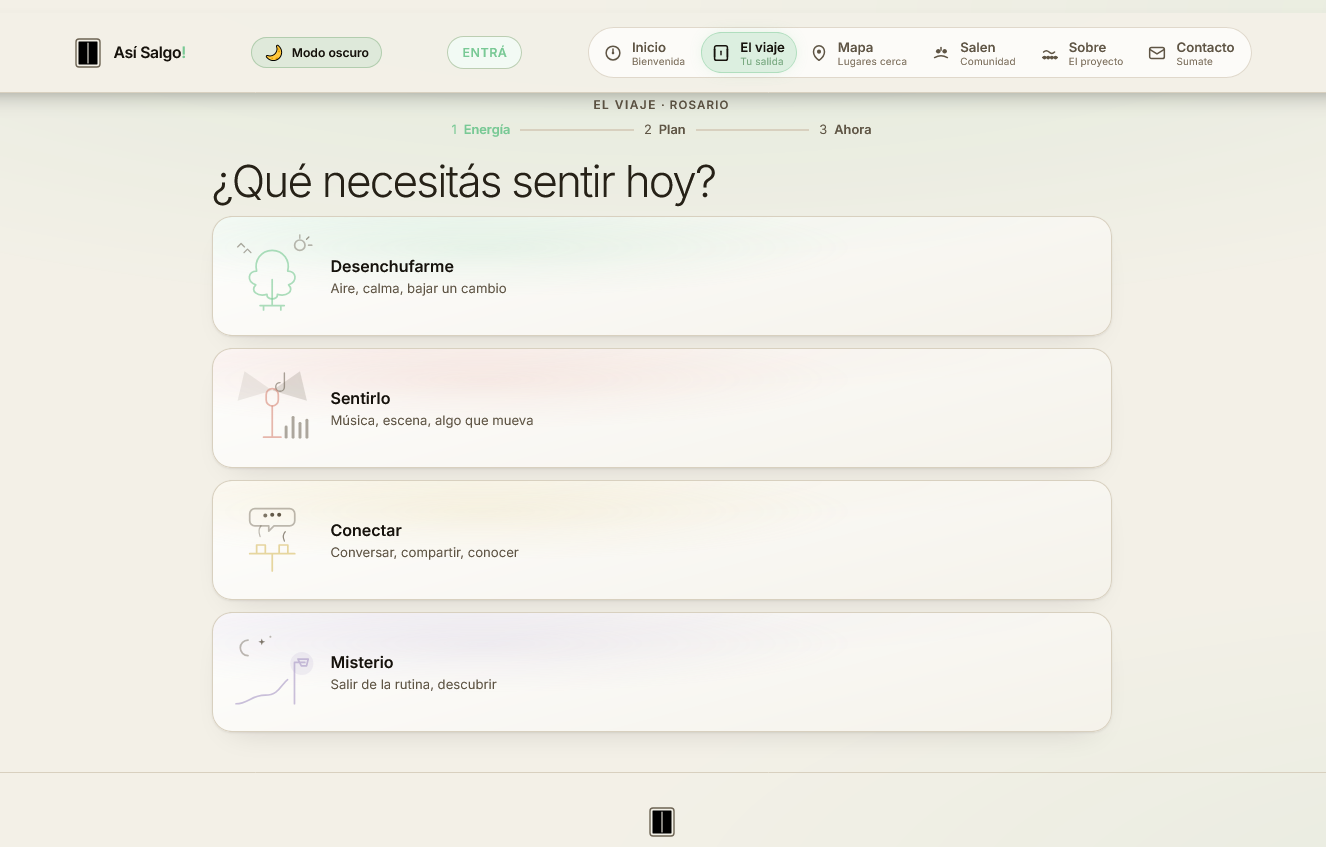 Así Salgo!
🌙 Modo oscuro
ENTRÁ
Inicio
Bienvenida
El viaje
Tu salida
Mapa
Lugares cerca
Salen
Comunidad
Sobre
El proyecto
Contacto
Sumate
EL VIAJE · ROSARIO
1 Energía
2 Plan
3 Ahora
¿Qué necesitás sentir hoy?
Desenchufarme
Aire, calma, bajar un cambio
Sentirlo
Música, escena, algo que mueva
Conectar
Conversar, compartir, conocer
Misterio
Salir de la rutina, descubrir